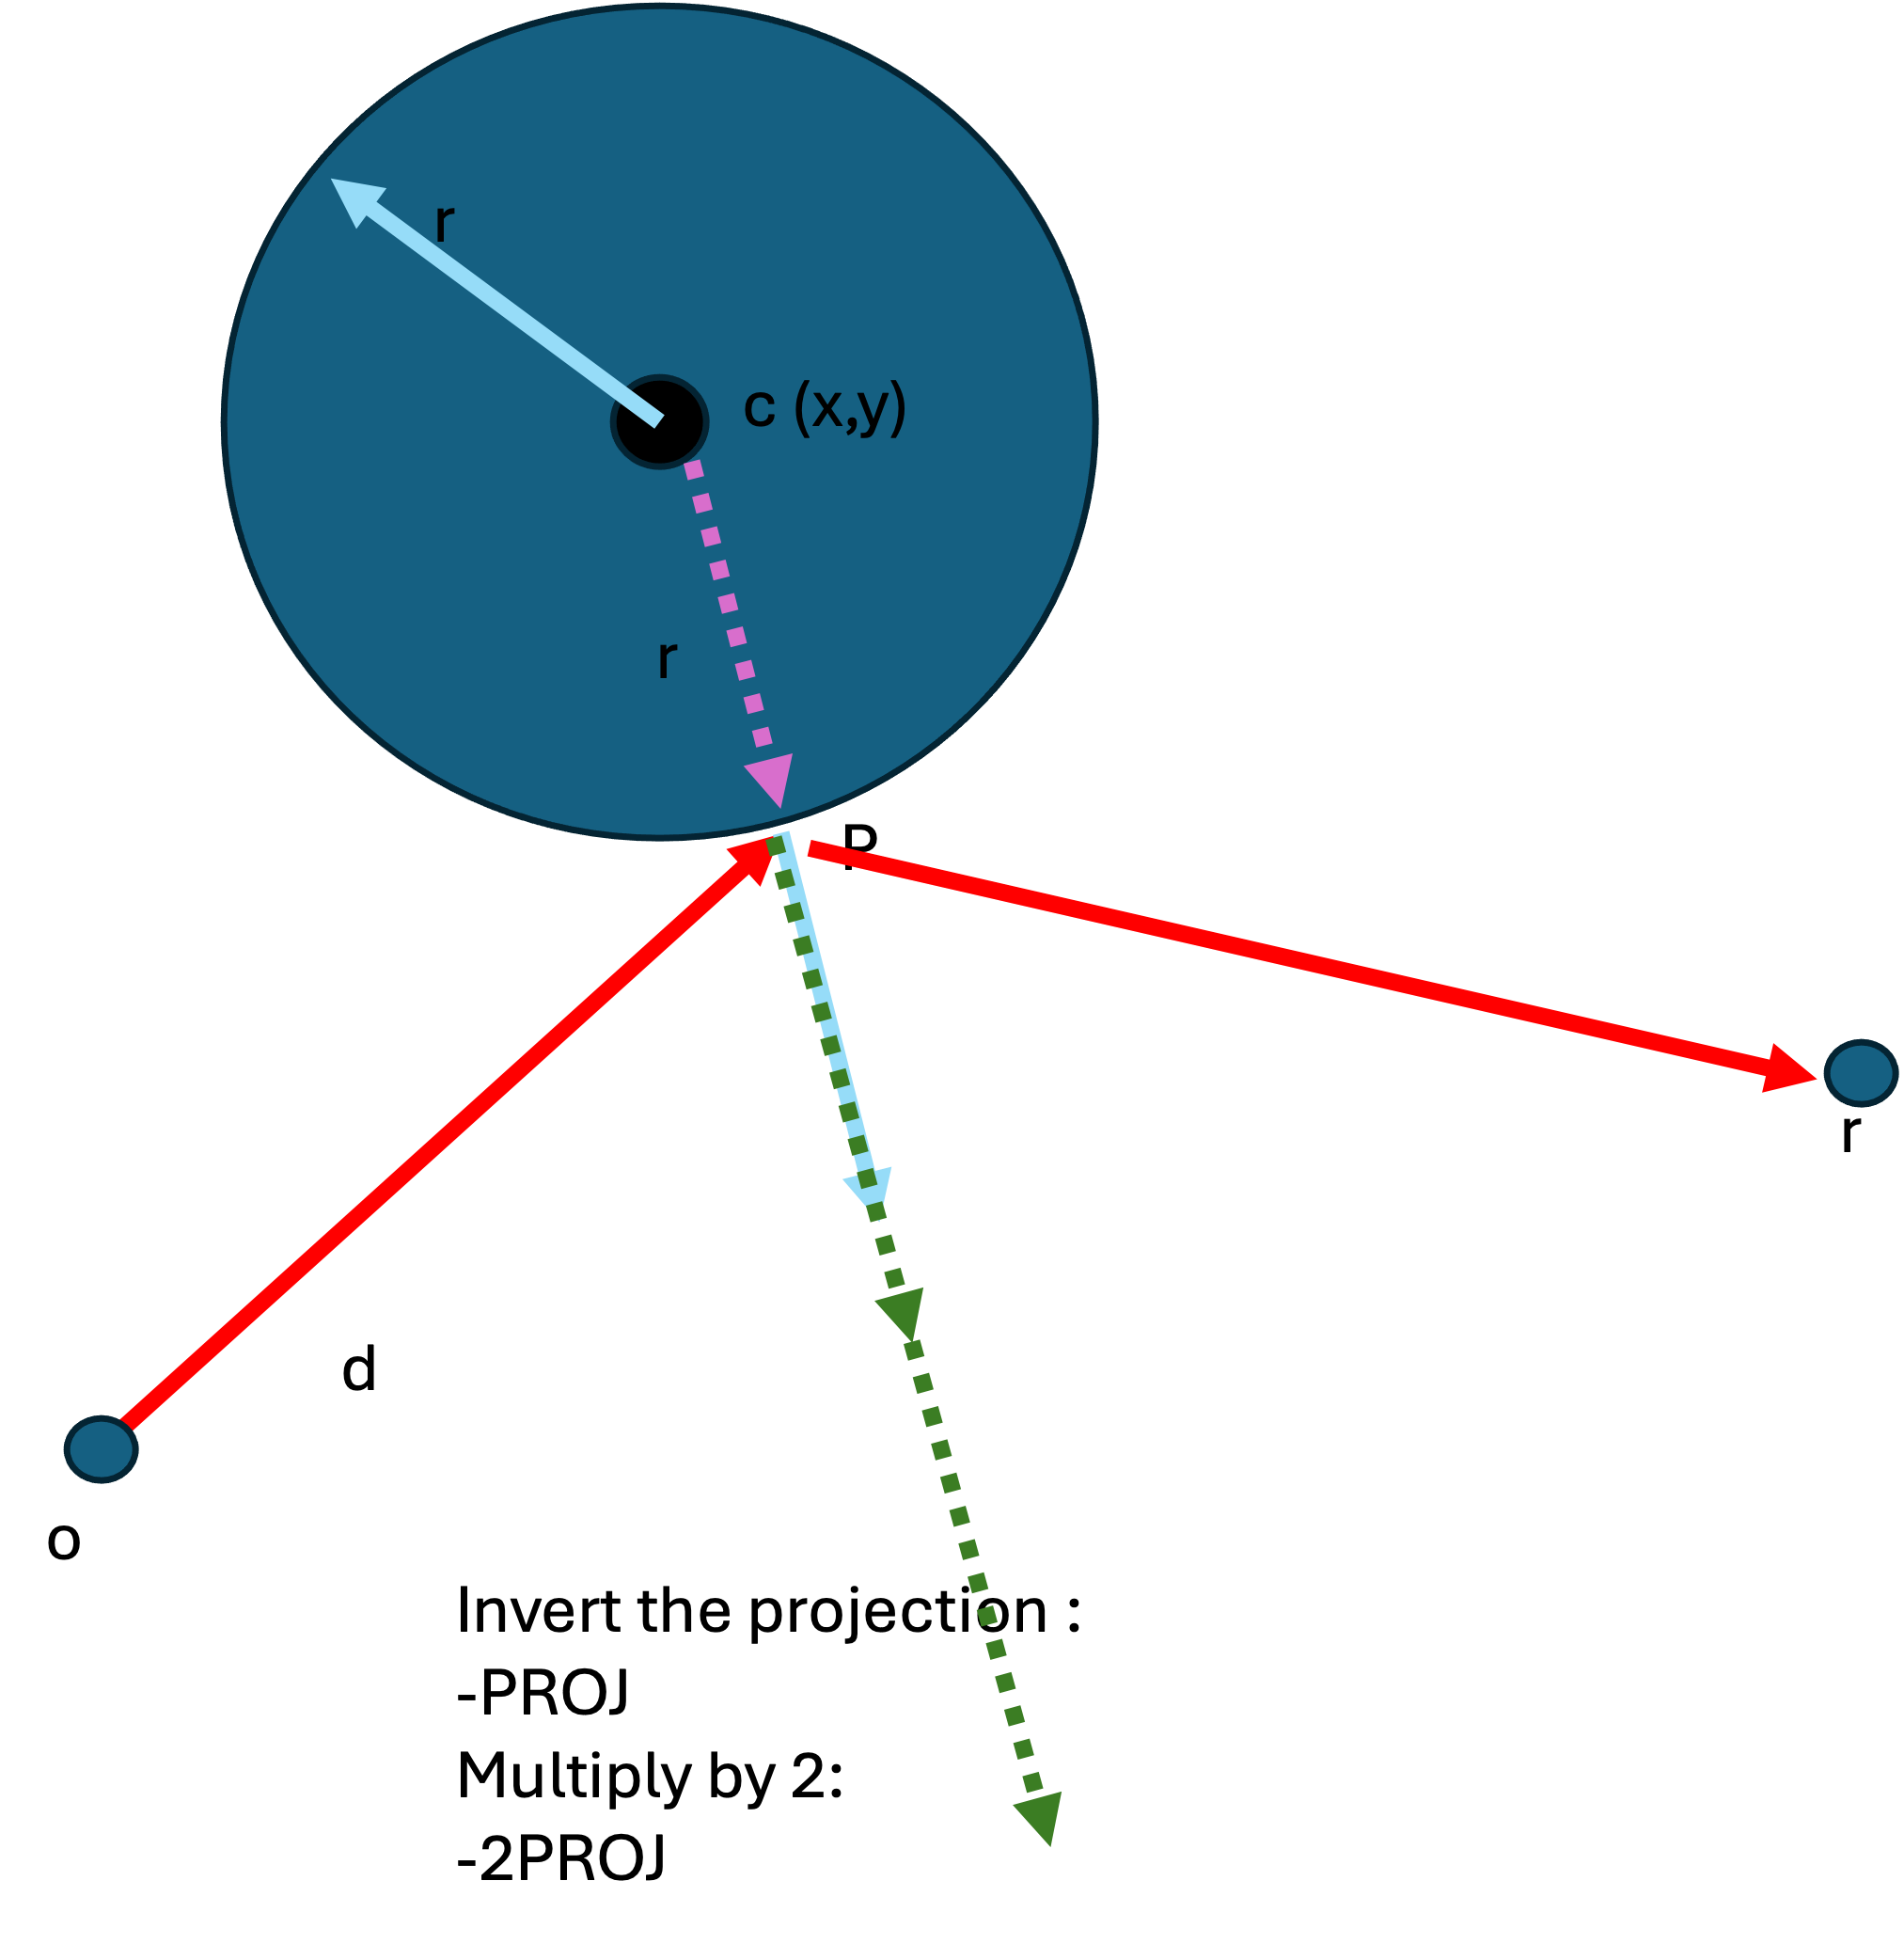 r
c (x,y)
r
P
r
d
o
Invert the projection :
-PROJ
Multiply by 2:
-2PROJ